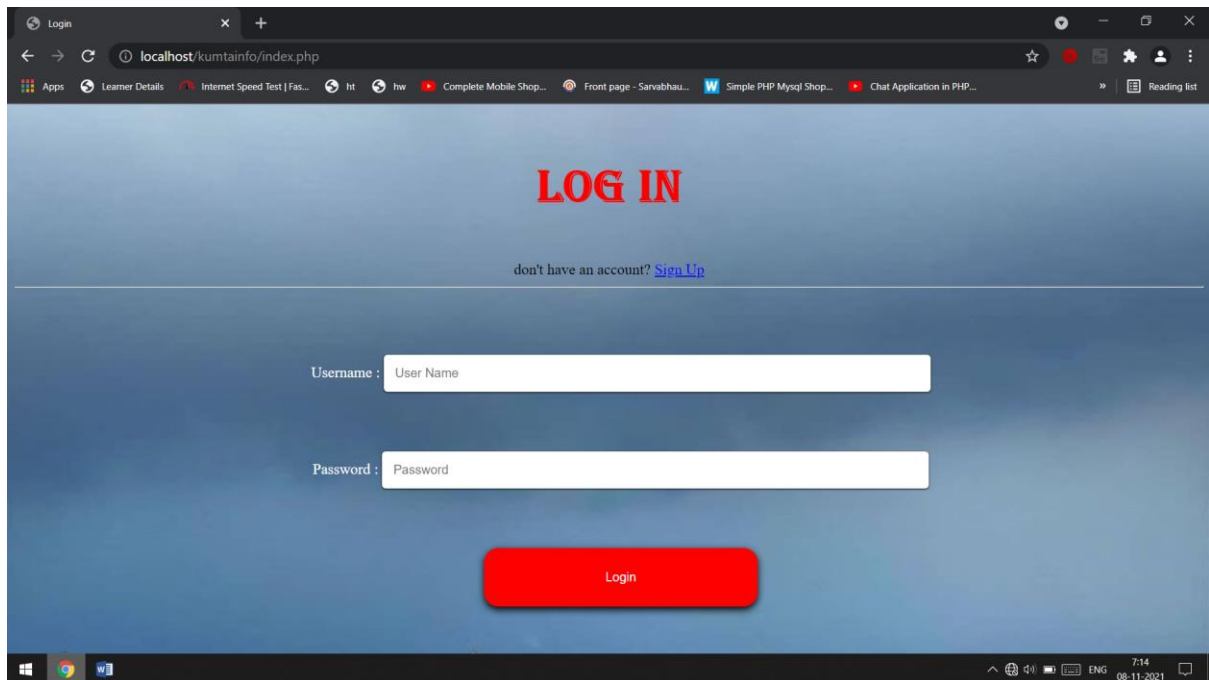 Login
localhost/kumtainfo/index.php
Apps Learner Details Internet Speed Test | Fas... ht hw Complete Mobile Shop... Front page - Sarvabhau... Simple PHP Mysql Shop... Chat Application in PHP... » Reading list
LOG IN
don't have an account? Sign Up
Username : User Name
Password : Password
Login
ENG 7:14
08-11-2021